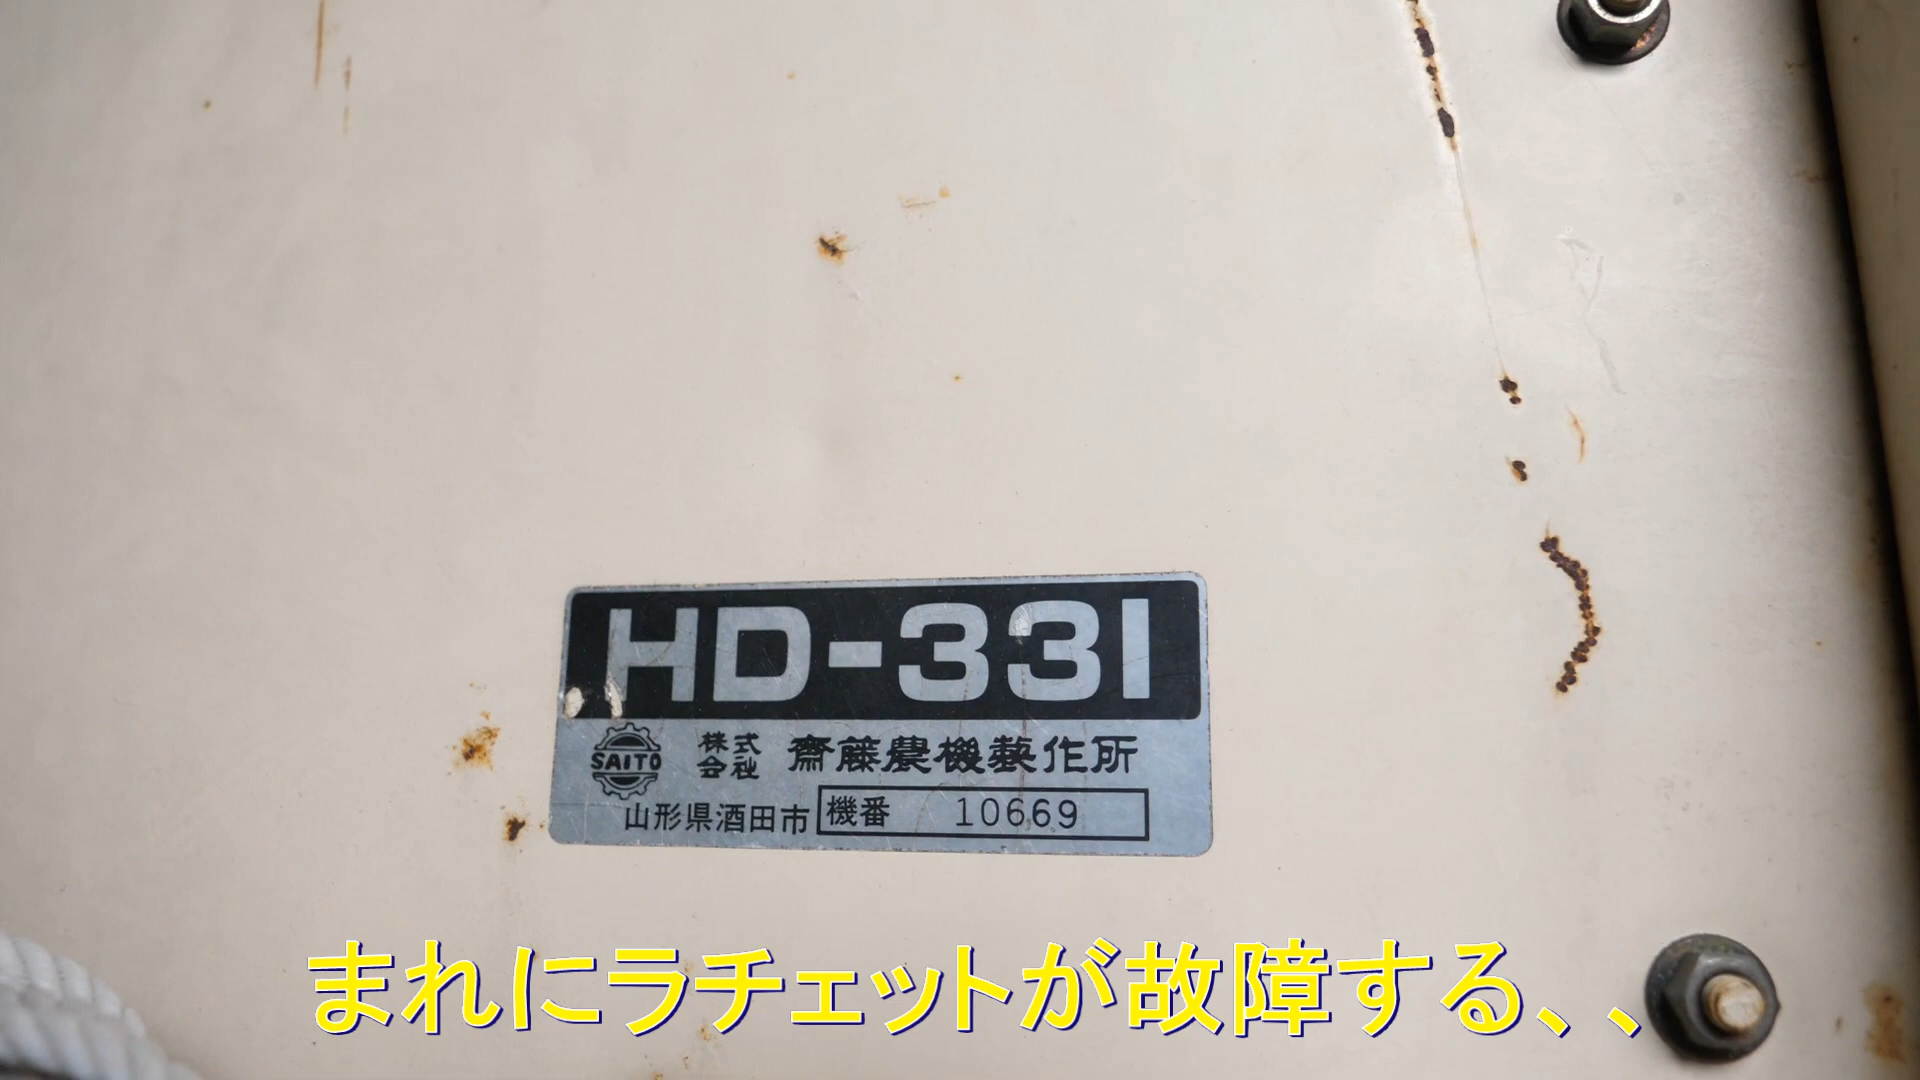 HD-331
SAITO 株式会社 齋藤農機製作所
山形県酒田市 機番 10669
まれにラチェットが故障する、、